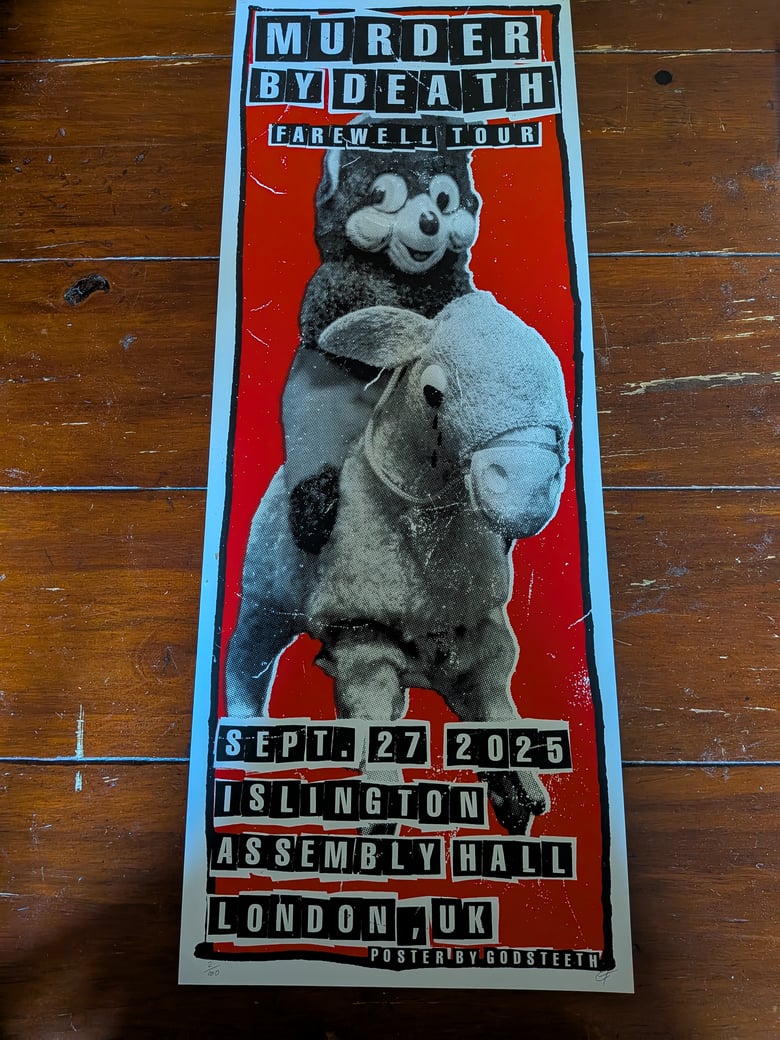 MURDER
BY DEATH
FAREWELL TOUR
SEPT. 27 2025
ISLINGTON
ASSEMBLY HALL
LONDON, UK
POSTER BY GODSTEETH